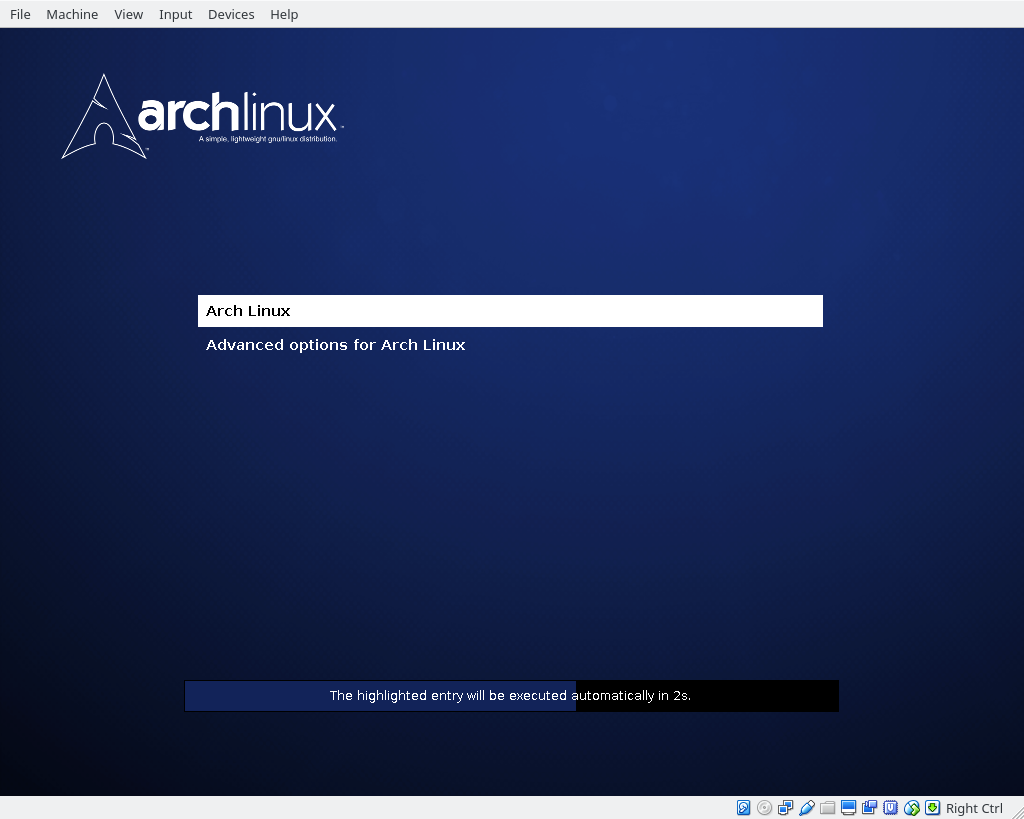 File Machine View Input Devices Help
archlinux™
A simple, lightweight gnu/linux distribution.
™
Arch Linux
Advanced options for Arch Linux
The highlighted entry will be executed automatically in 2s.
Right Ctrl